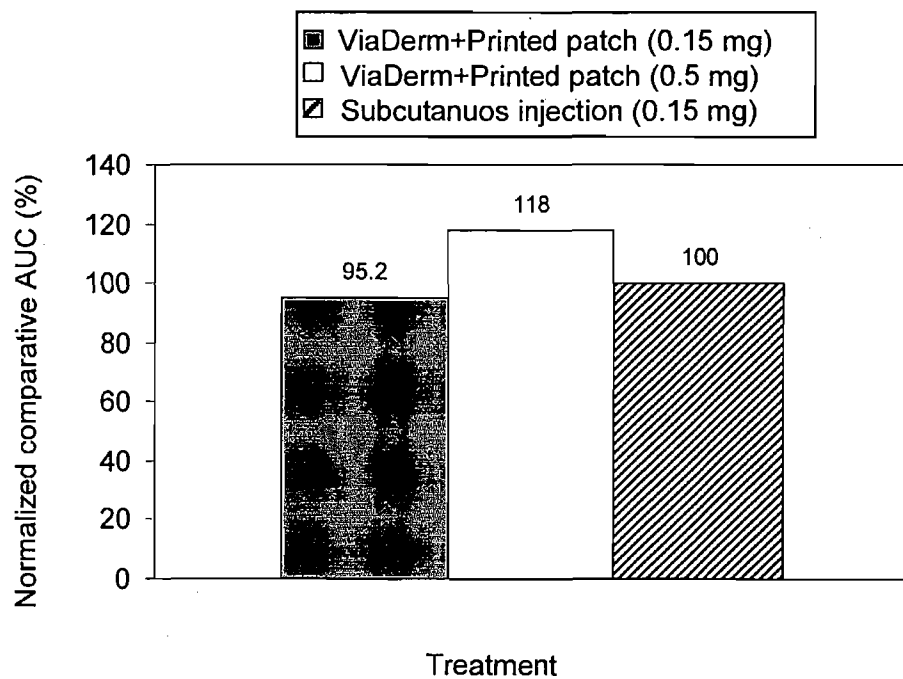 ViaDerm+Printed patch (0.15 mg)
ViaDerm+Printed patch (0.5 mg)
Subcutanuos injection (0.15 mg)
Normalized comparative AUC (%)
140
120
100
80
60
40
20
0
95.2
118
100
Treatment